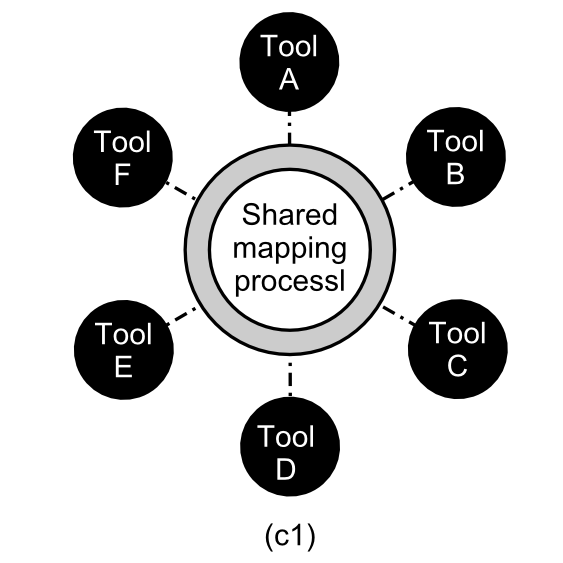 Tool
A
Tool
F
Tool
B
Shared
mapping
processl
Tool
E
Tool
C
Tool
D
(c1)